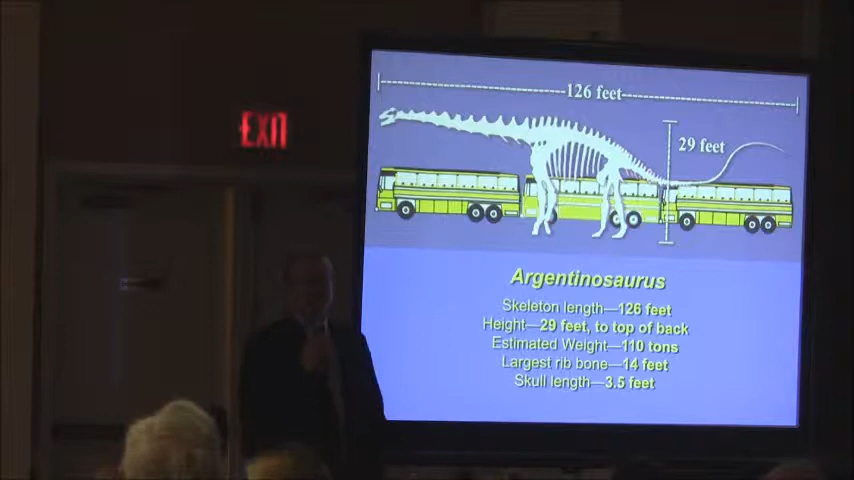 126 feet
EXIT
29 feet
Argentinosaurus
Skeleton length—126 feet
Height—29 feet, to top of back
Estimated Weight—110 tons
Largest rib bone—14 feet
Skull length—3.5 feet